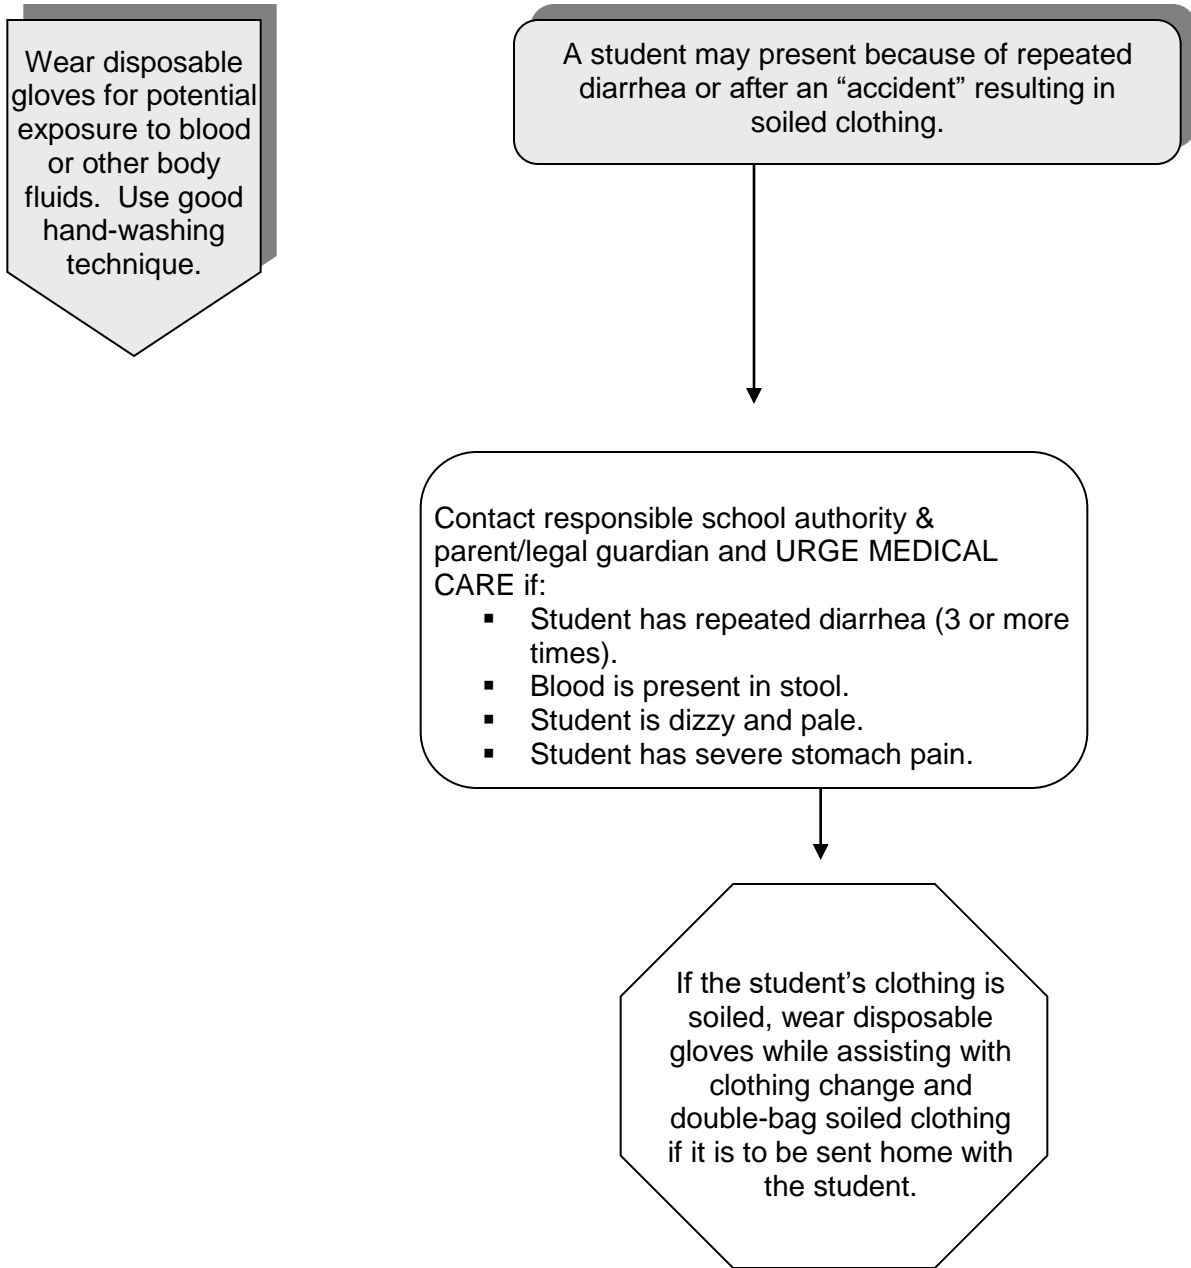 Wear disposable
gloves for potential
exposure to blood
or other body
fluids.  Use good
hand-washing
technique.
A student may present because of repeated
diarrhea or after an “accident” resulting in
soiled clothing.
Contact responsible school authority &
parent/legal guardian and URGE MEDICAL
CARE if:
▪ Student has repeated diarrhea (3 or more
times).
▪ Blood is present in stool.
▪ Student is dizzy and pale.
▪ Student has severe stomach pain.
If the student’s clothing is
soiled, wear disposable
gloves while assisting with
clothing change and
double-bag soiled clothing
if it is to be sent home with
the student.